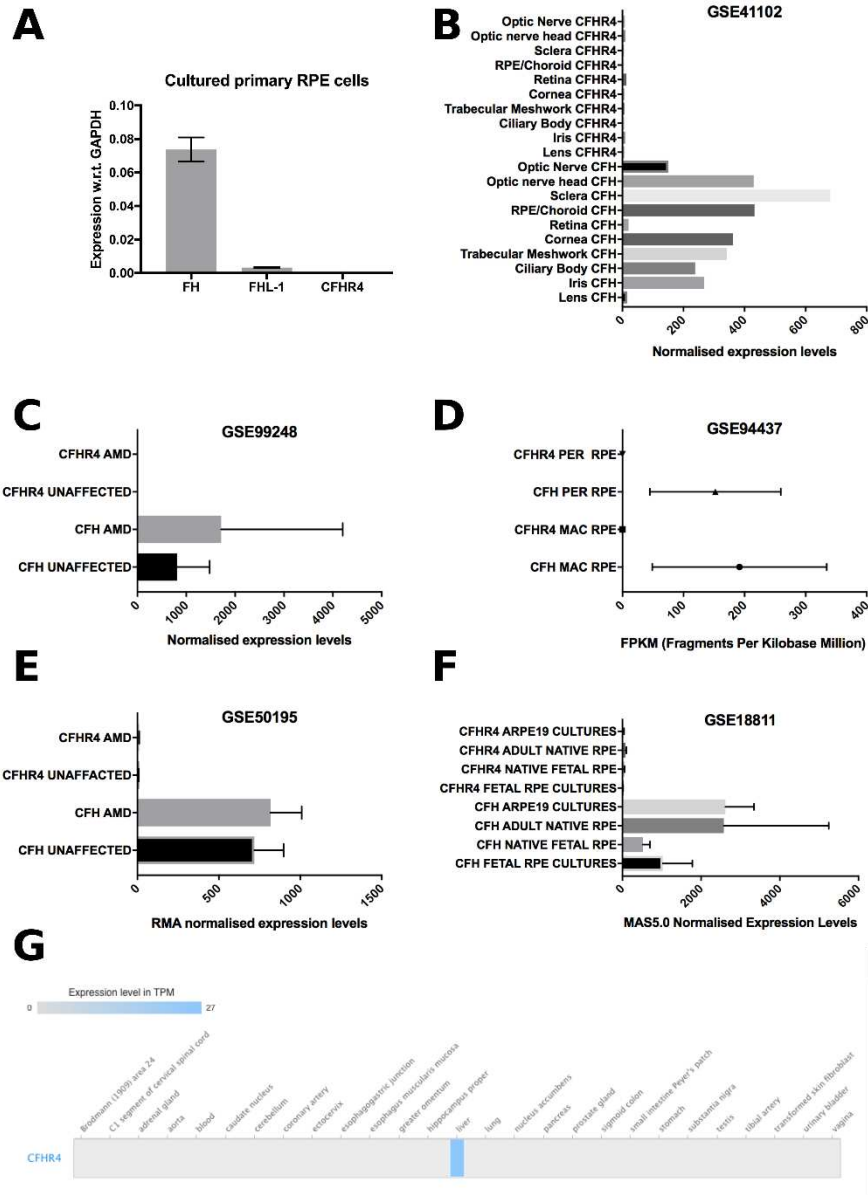 A
Cultured primary RPE cells
Expression w.r.t. GAPDH
0.10
0.08
0.06
0.04
0.02
0.00
FH
FHL-1
CFHR4
B
GSE41102
Optic Nerve CFHR4
Optic nerve head CFHR4
Sclera CFHR4
RPE/Choroid CFHR4
Retina CFHR4
Cornea CFHR4
Trabecular Meshwork CFHR4
Ciliary Body CFHR4
Iris CFHR4
Lens CFHR4
Optic Nerve CFH
Optic nerve head CFH
Sclera CFH
RPE/Choroid CFH
Retina CFH
Cornea CFH
Trabecular Meshwork CFH
Ciliary Body CFH
Iris CFH
Lens CFH
0 200 400 600 800
Normalised expression levels
C
GSE99248
CFHR4 AMD
CFHR4 UNAFFECTED
CFH AMD
CFH UNAFFECTED
0 1000 2000 3000 4000 5000
Normalised expression levels
D
GSE94437
CFHR4 PER RPE
CFH PER RPE
CFHR4 MAC RPE
CFH MAC RPE
0 100 200 300 400
FPKM (Fragments Per Kilobase Million)
E
GSE50195
CFHR4 AMD
CFHR4 UNAFFACTED
CFH AMD
CFH UNAFFECTED
0 500 1000 1500
RMA normalised expression levels
F
GSE18811
CFHR4 ARPE19 CULTURES
CFHR4 ADULT NATIVE RPE
CFHR4 NATIVE FETAL RPE
CFHR4 FETAL RPE CULTURES
CFH ARPE19 CULTURES
CFH ADULT NATIVE RPE
CFH NATIVE FETAL RPE
CFH FETAL RPE CULTURES
0 2000 4000 6000
MAS5.0 Normalised Expression Levels
G
Expression level in TPM
0 27
Brodmann (1909) area 24
C1 segment of cervical spinal cord
adrenal gland
aorta
blood
caudate nucleus
cerebellum
coronary artery
ectocervix
esophagogastric junction
esophagus muscularis mucosa
greater omentum
hippocampus proper
liver
lung
nucleus accumbens
pancreas
prostate gland
sigmoid colon
small intestine Peyer's patch
stomach
substantia nigra
testis
tibial artery
transformed skin fibroblast
urinary bladder
vagina
CFHR4